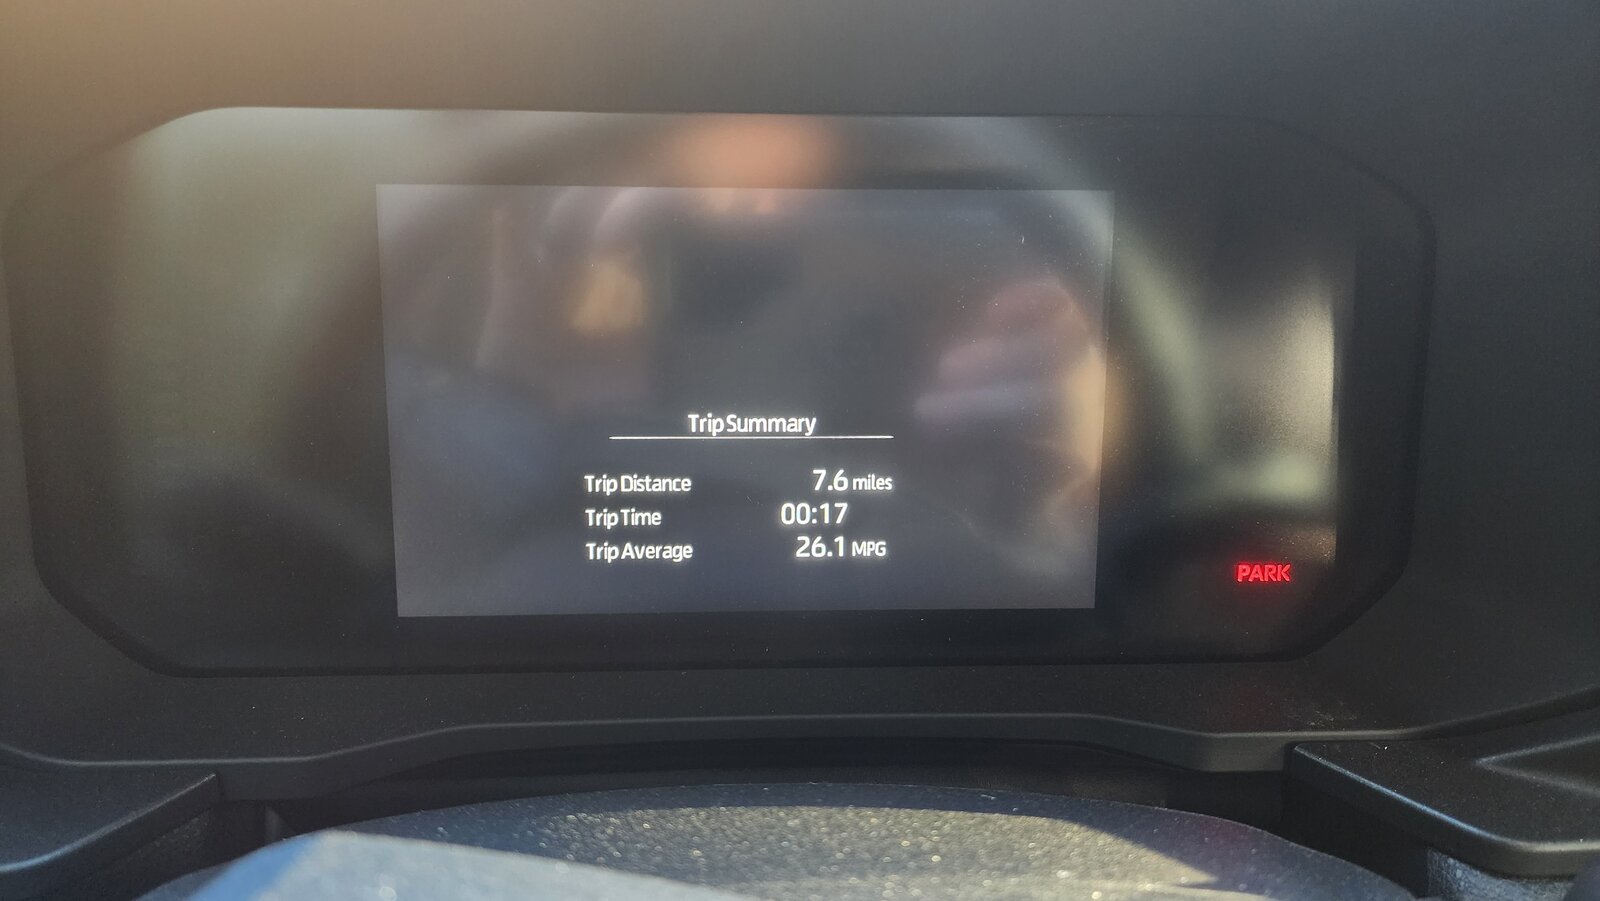 Trip Summary
Trip Distance 7.6 miles
Trip Time 00:17
Trip Average 26.1 MPG
PARK